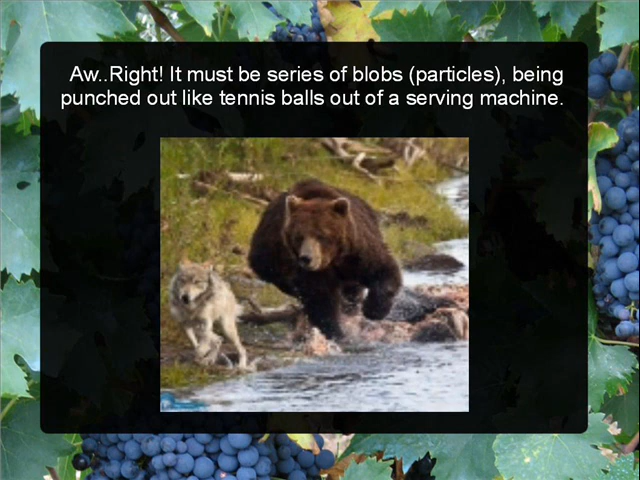 Aw..Right! It must be series of blobs (particles), being
punched out like tennis balls out of a serving machine.